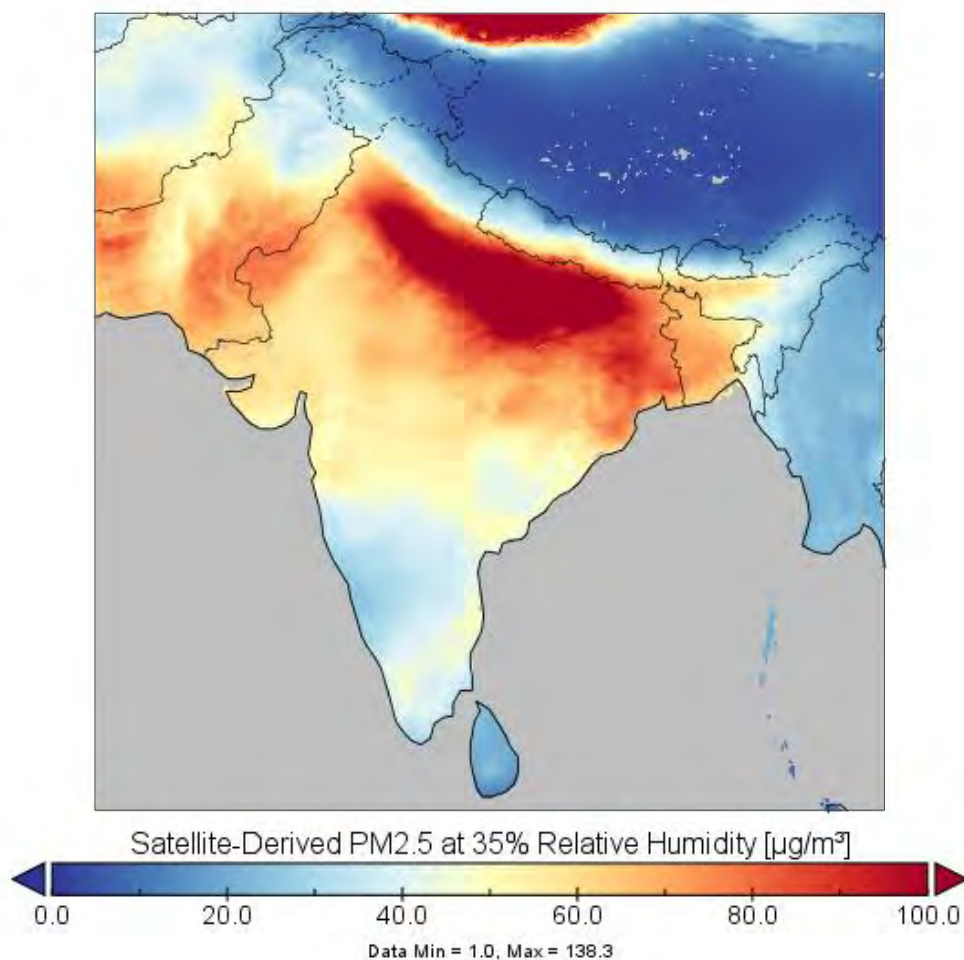 Satellite-Derived PM2.5 at 35% Relative Humidity [µg/m³]
0.0 20.0 40.0 60.0 80.0 100.0
Data Min = 1.0, Max = 138.3